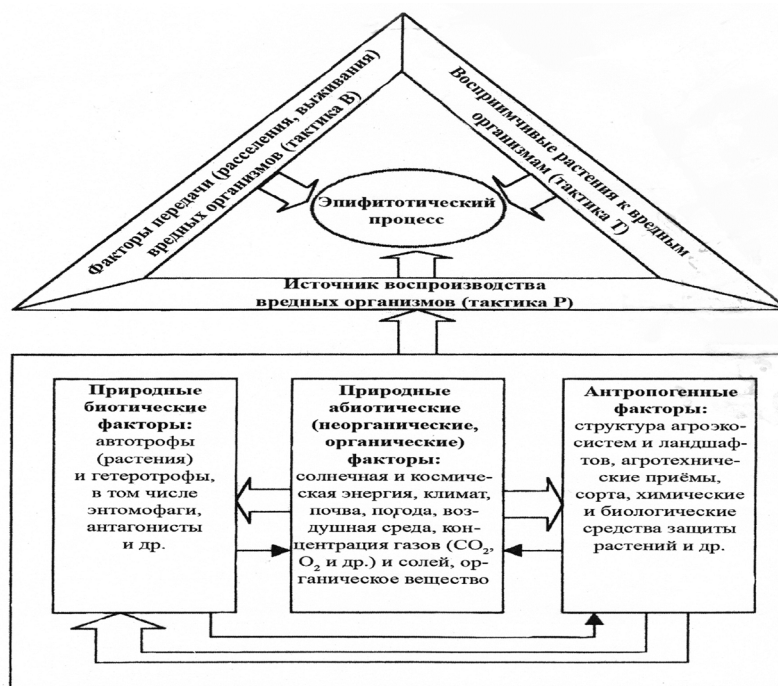 Факторы передачи (расселения, выживания)
вредных организмов (тактика В)
Восприимчивые растения к вредным
организмам (тактика Т)
Эпифитотический
процесс
Источник воспроизводства
вредных организмов (тактика Р)
Природные
биотические
факторы:
автотрофы
(растения)
и гетеротрофы,
в том числе
энтомофаги,
антагонисты
и др.
Природные
абиотические
(неорганические,
органические)
факторы:
солнечная и космиче-
ская энергия, климат,
почва, погода, воз-
душная среда, кон-
центрация газов (CO₂,
O₂ и др.) и солей, ор-
ганическое вещество
Антропогенные
факторы:
структура агроэко-
систем и ландшаф-
тов, агротехниче-
ские приёмы,
сорта, химические
и биологические
средства защиты
растений и др.